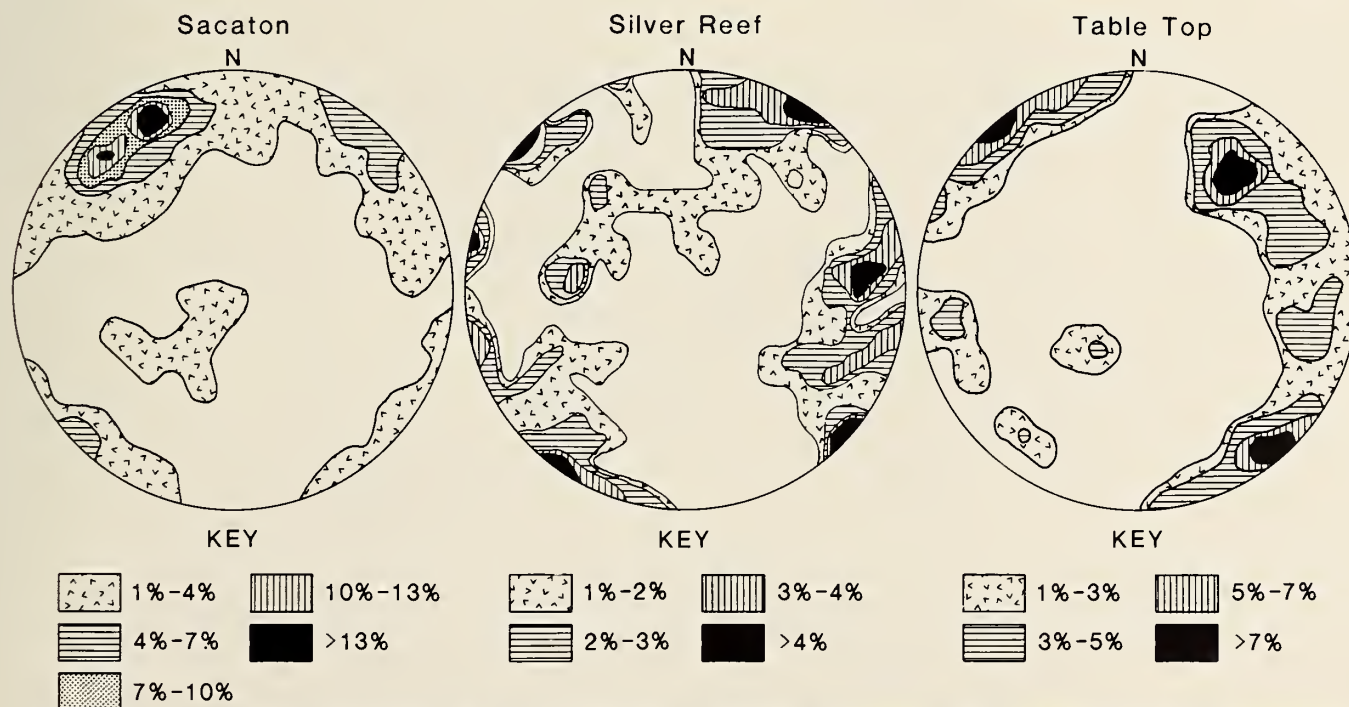 Sacaton
N
Silver Reef
N
Table Top
N
KEY
1%-4%
10%-13%
4%-7%
>13%
7%-10%
KEY
1%-2%
3%-4%
2%-3%
>4%
KEY
1%-3%
5%-7%
3%-5%
>7%